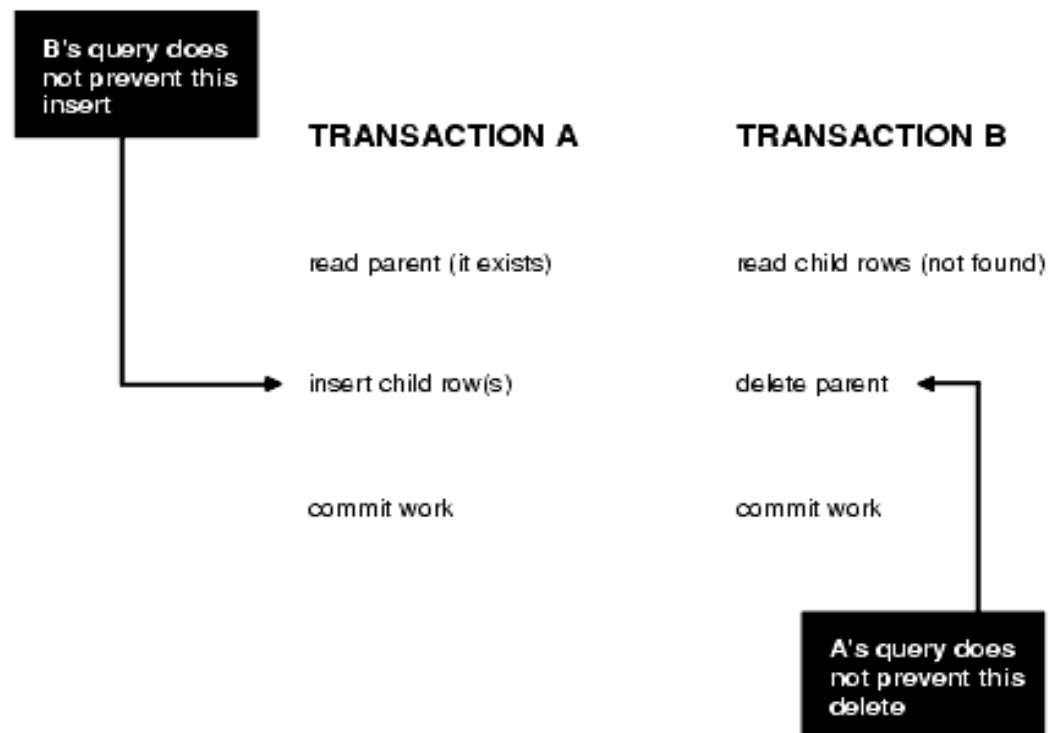 B's query does
not prevent this
insert
TRANSACTION A
TRANSACTION B
read parent (it exists)
read child rows (not found)
insert child row(s)
delete parent
commit work
commit work
A's query does
not prevent this
delete